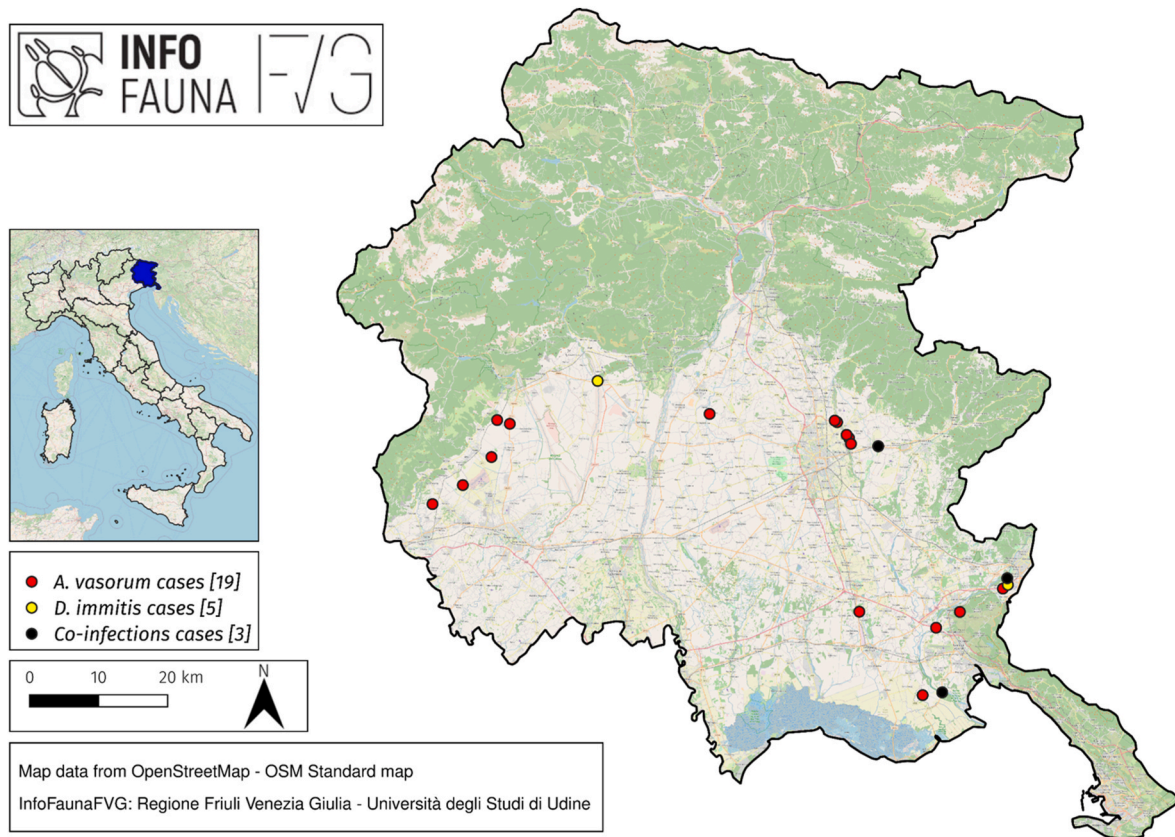 INFO
FAUNA
FVG
A. vasorum cases [19]
D. immitis cases [5]
Co-infections cases [3]
0 10 20 km
N
Map data from OpenStreetMap - OSM Standard map
InfoFaunaFVG: Regione Friuli Venezia Giulia - Università degli Studi di Udine